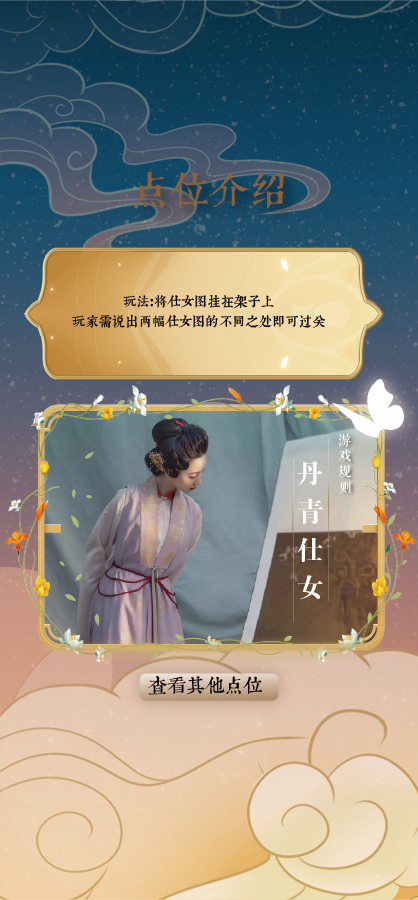 点位介绍
玩法:将仕女图挂在架子上
玩家需说出两幅仕女图的不同之处即可过关
游戏规则
丹青仕女
查看其他点位